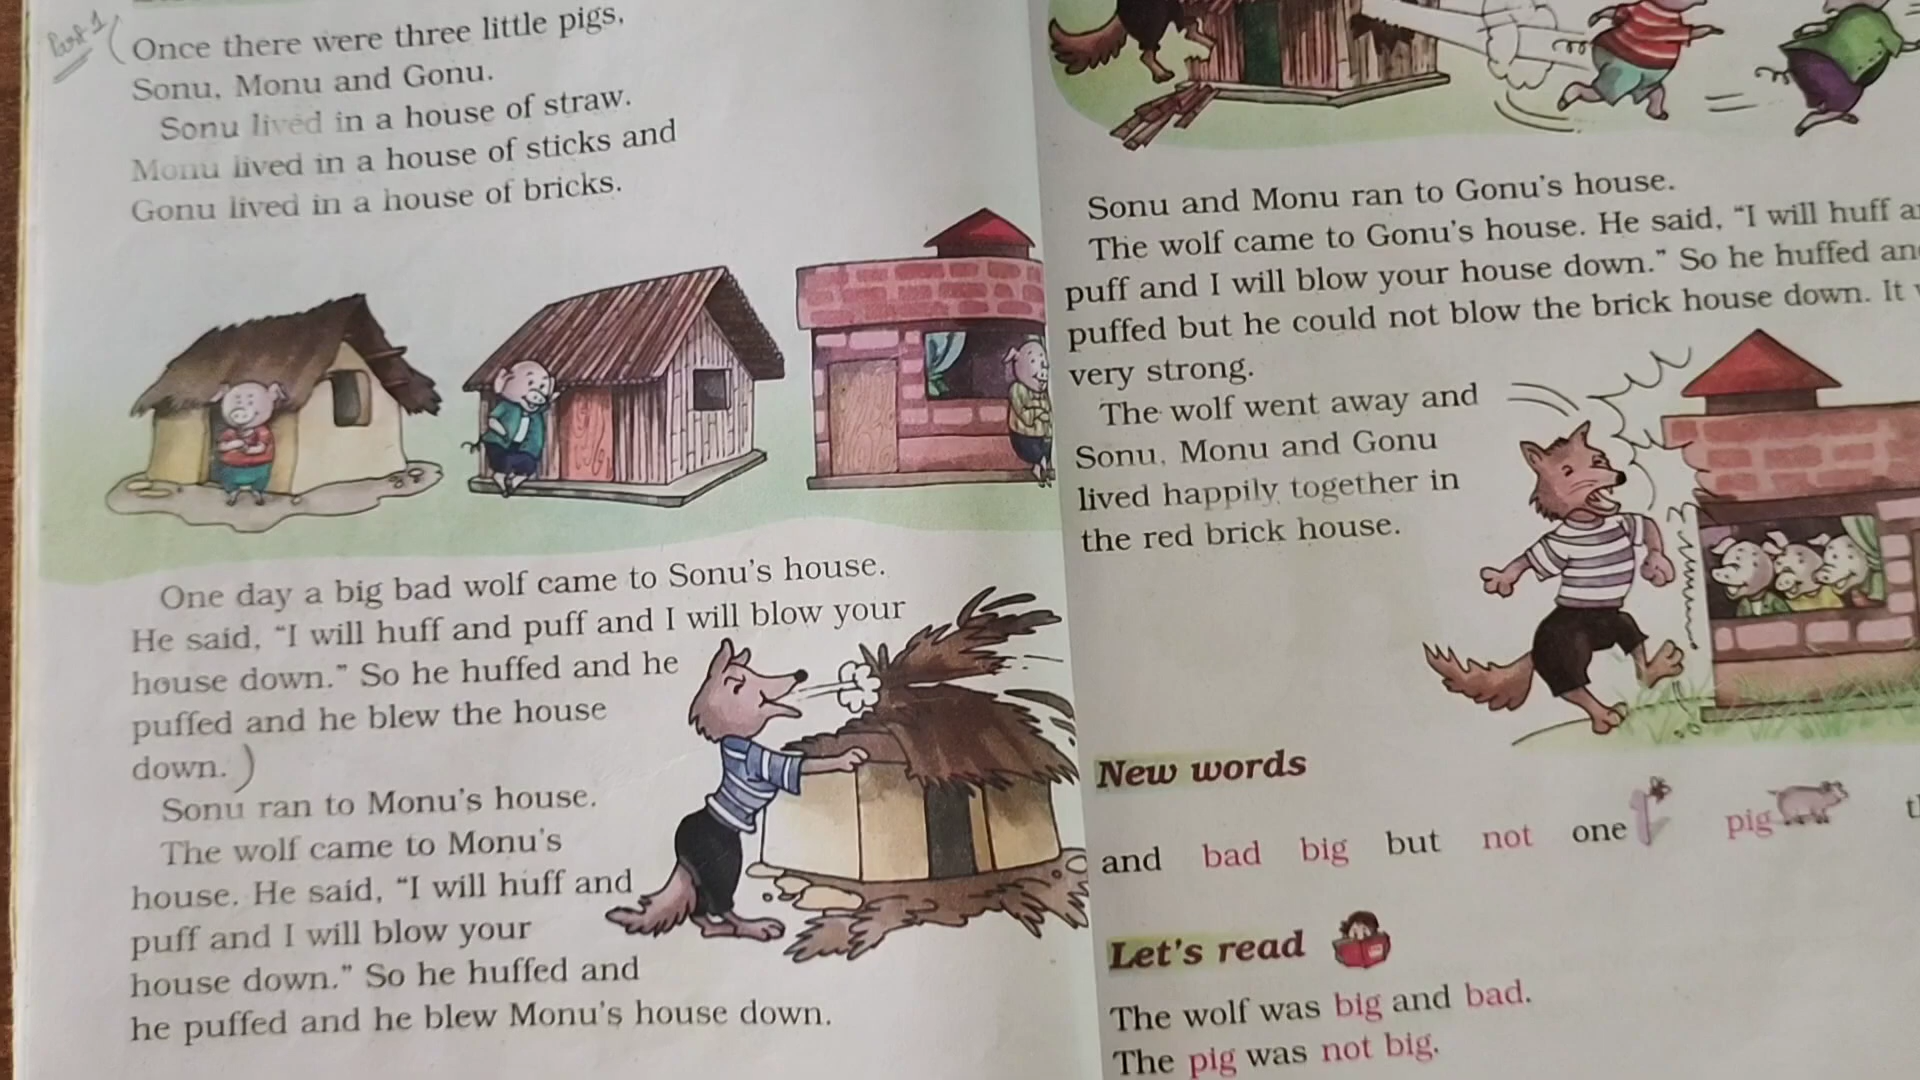 Part 1
Once there were three little pigs,
Sonu, Monu and Gonu.
Sonu lived in a house of straw.
Monu lived in a house of sticks and
Gonu lived in a house of bricks.
One day a big bad wolf came to Sonu's house.
He said, “I will huff and puff and I will blow your
house down.” So he huffed and he
puffed and he blew the house
down.
Sonu ran to Monu's house.
The wolf came to Monu's
house. He said, “I will huff and
puff and I will blow your
house down.” So he huffed and
he puffed and he blew Monu's house down.
Sonu and Monu ran to Gonu's house.
The wolf came to Gonu's house. He said, “I will huff
puff and I will blow your house down.” So he huffed
puffed but he could not blow the brick house down. It
very strong.
The wolf went away and
Sonu, Monu and Gonu
lived happily together in
the red brick house.
New words
and bad big but not one pig
Let's read
The wolf was big and bad.
The pig was not big.